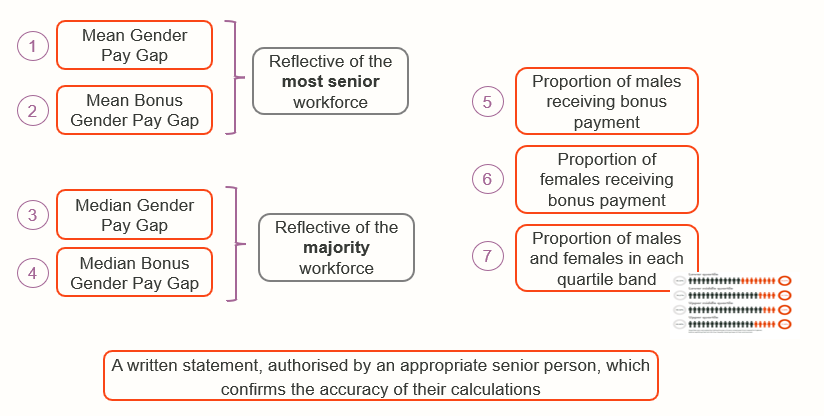 1
Mean Gender
Pay Gap
2
Mean Bonus
Gender Pay Gap
Reflective of the
most senior
workforce
3
Median Gender
Pay Gap
4
Median Bonus
Gender Pay Gap
Reflective of the
majority
workforce
5
Proportion of males
receiving bonus
payment
6
Proportion of
females receiving
bonus payment
7
Proportion of males
and females in each
quartile band
A written statement, authorised by an appropriate senior person, which
confirms the accuracy of their calculations